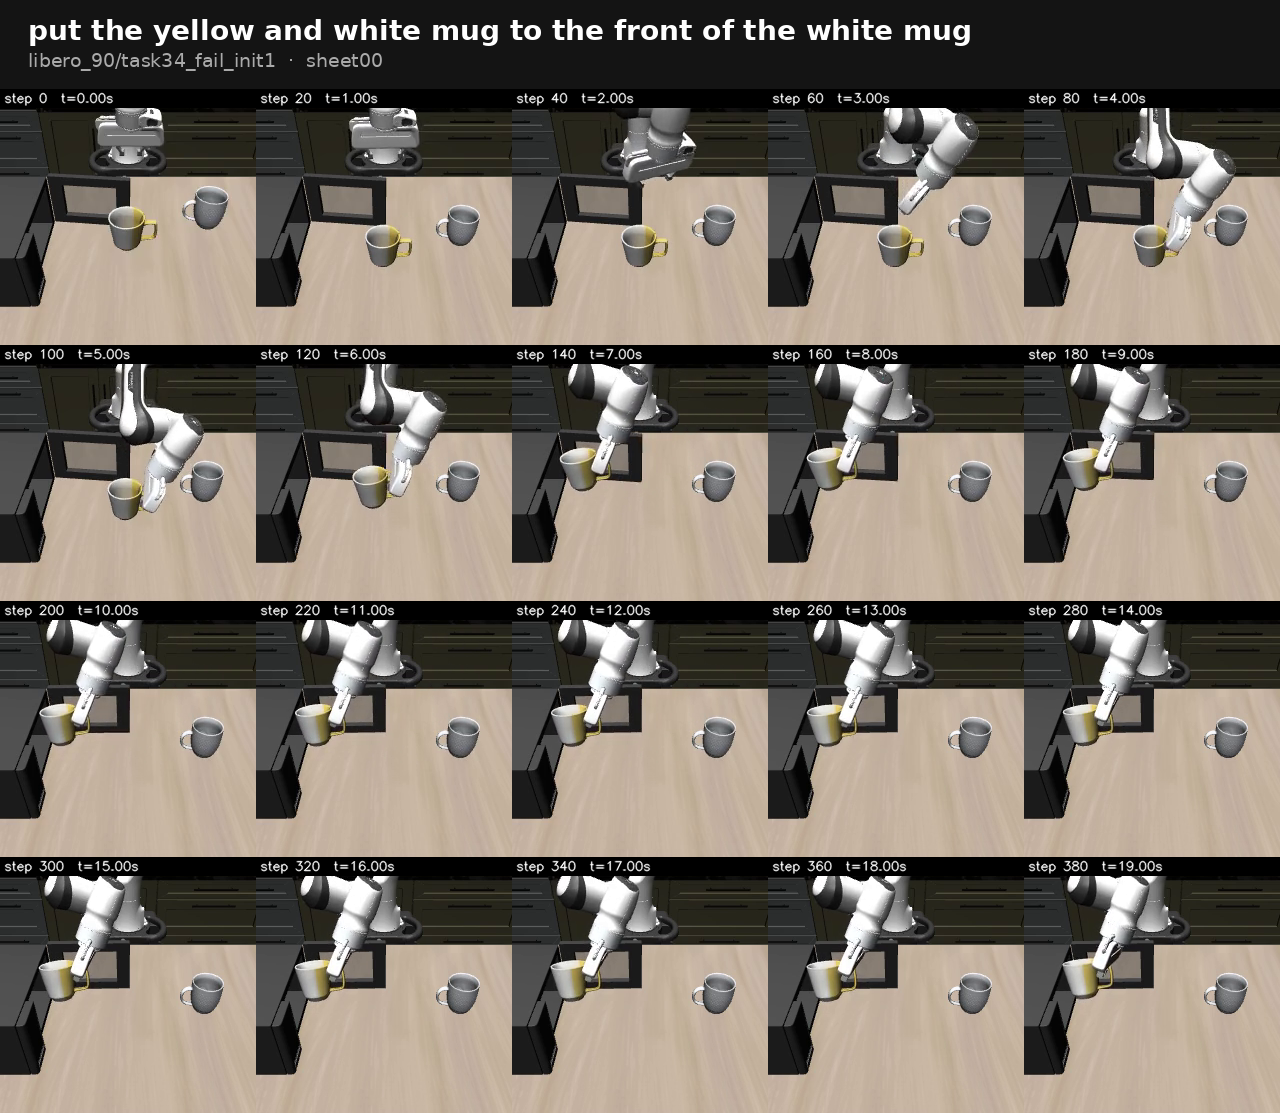 put the yellow and white mug to the front of the white mug
libero_90/task34_fail_init1 · sheet00
step 0 t=0.00s
step 20 t=1.00s
step 40 t=2.00s
step 60 t=3.00s
step 80 t=4.00s
step 100 t=5.00s
step 120 t=6.00s
step 140 t=7.00s
step 160 t=8.00s
step 180 t=9.00s
step 200 t=10.00s
step 220 t=11.00s
step 240 t=12.00s
step 260 t=13.00s
step 280 t=14.00s
step 300 t=15.00s
step 320 t=16.00s
step 340 t=17.00s
step 360 t=18.00s
step 380 t=19.00s